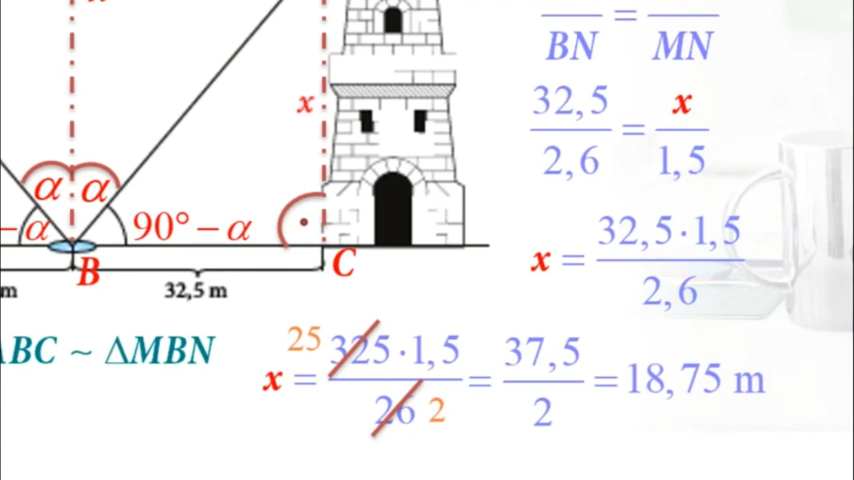 BN = MN
32,5 / 2,6 = x / 1,5
x
α α
–α
90° – α
x = 32,5·1,5 / 2,6
B
C
m
32,5 m
BC ~ ΔMBN
25
x = 325·1,5 / 26 2 = 37,5 / 2 = 18,75 m